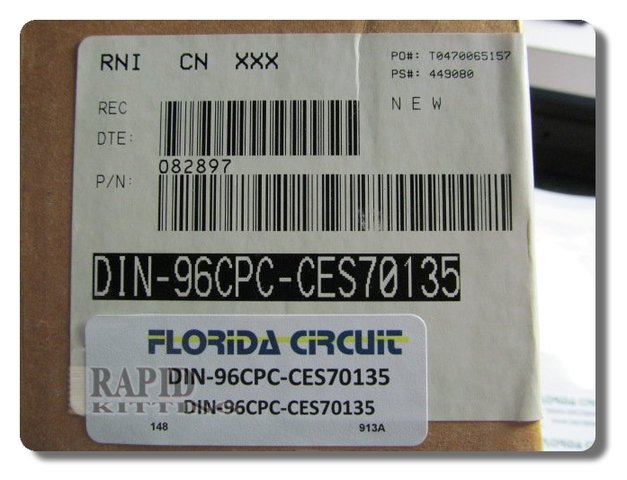 RNI CN XXX
PO#: T0470065157
PS#: 449080
REC
DTE:
NEW
082897
P/N:
DIN-96CPC-CES70135
FLORIDA CIRCUIT
DIN-96CPC-CES70135
DIN-96CPC-CES70135
RAPID
148 913A